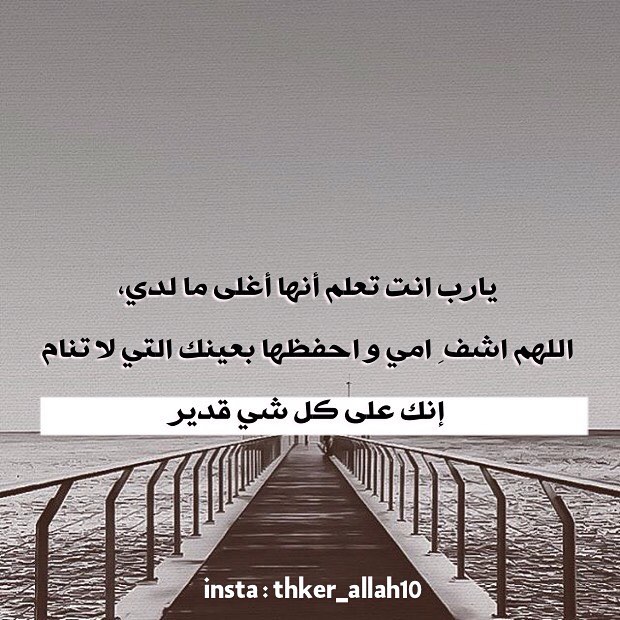 يارب انت تعلم أنها أغلى ما لدي،
اللهم اشفِ امي و احفظها بعينك التي لا تنام
إنك على كل شي قدير
insta : thker_allah10